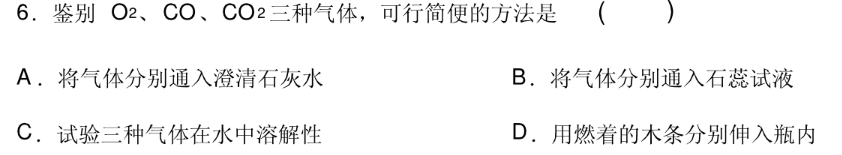 6．鉴别 O2、CO、CO2三种气体，可行简便的方法是 （ ）
A．将气体分别通入澄清石灰水 B．将气体分别通入石蕊试液
C．试验三种气体在水中溶解性 D．用燃着的木条分别伸入瓶内